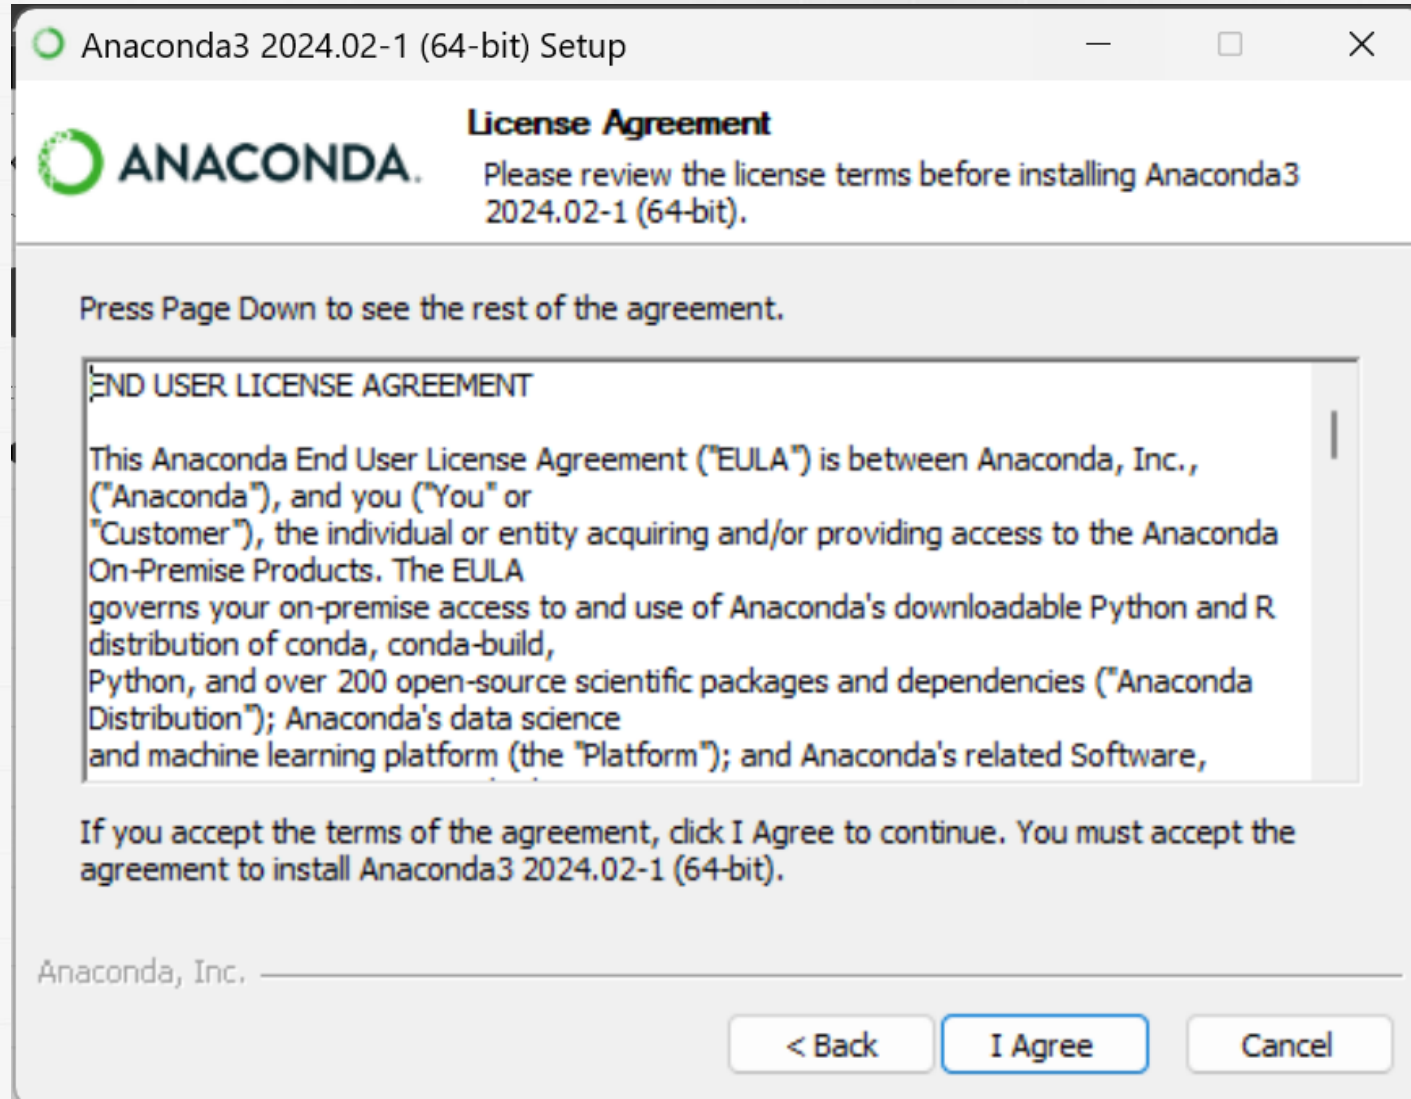 Anaconda3 2024.02-1 (64-bit) Setup
ANACONDA.
License Agreement
Please review the license terms before installing Anaconda3
2024.02-1 (64-bit).
Press Page Down to see the rest of the agreement.
END USER LICENSE AGREEMENT
This Anaconda End User License Agreement ("EULA") is between Anaconda, Inc.,
("Anaconda"), and you ("You" or
"Customer"), the individual or entity acquiring and/or providing access to the Anaconda
On-Premise Products. The EULA
governs your on-premise access to and use of Anaconda's downloadable Python and R
distribution of conda, conda-build,
Python, and over 200 open-source scientific packages and dependencies ("Anaconda
Distribution"); Anaconda's data science
and machine learning platform (the "Platform"); and Anaconda's related Software,
If you accept the terms of the agreement, click I Agree to continue. You must accept the
agreement to install Anaconda3 2024.02-1 (64-bit).
Anaconda, Inc.
< Back
I Agree
Cancel